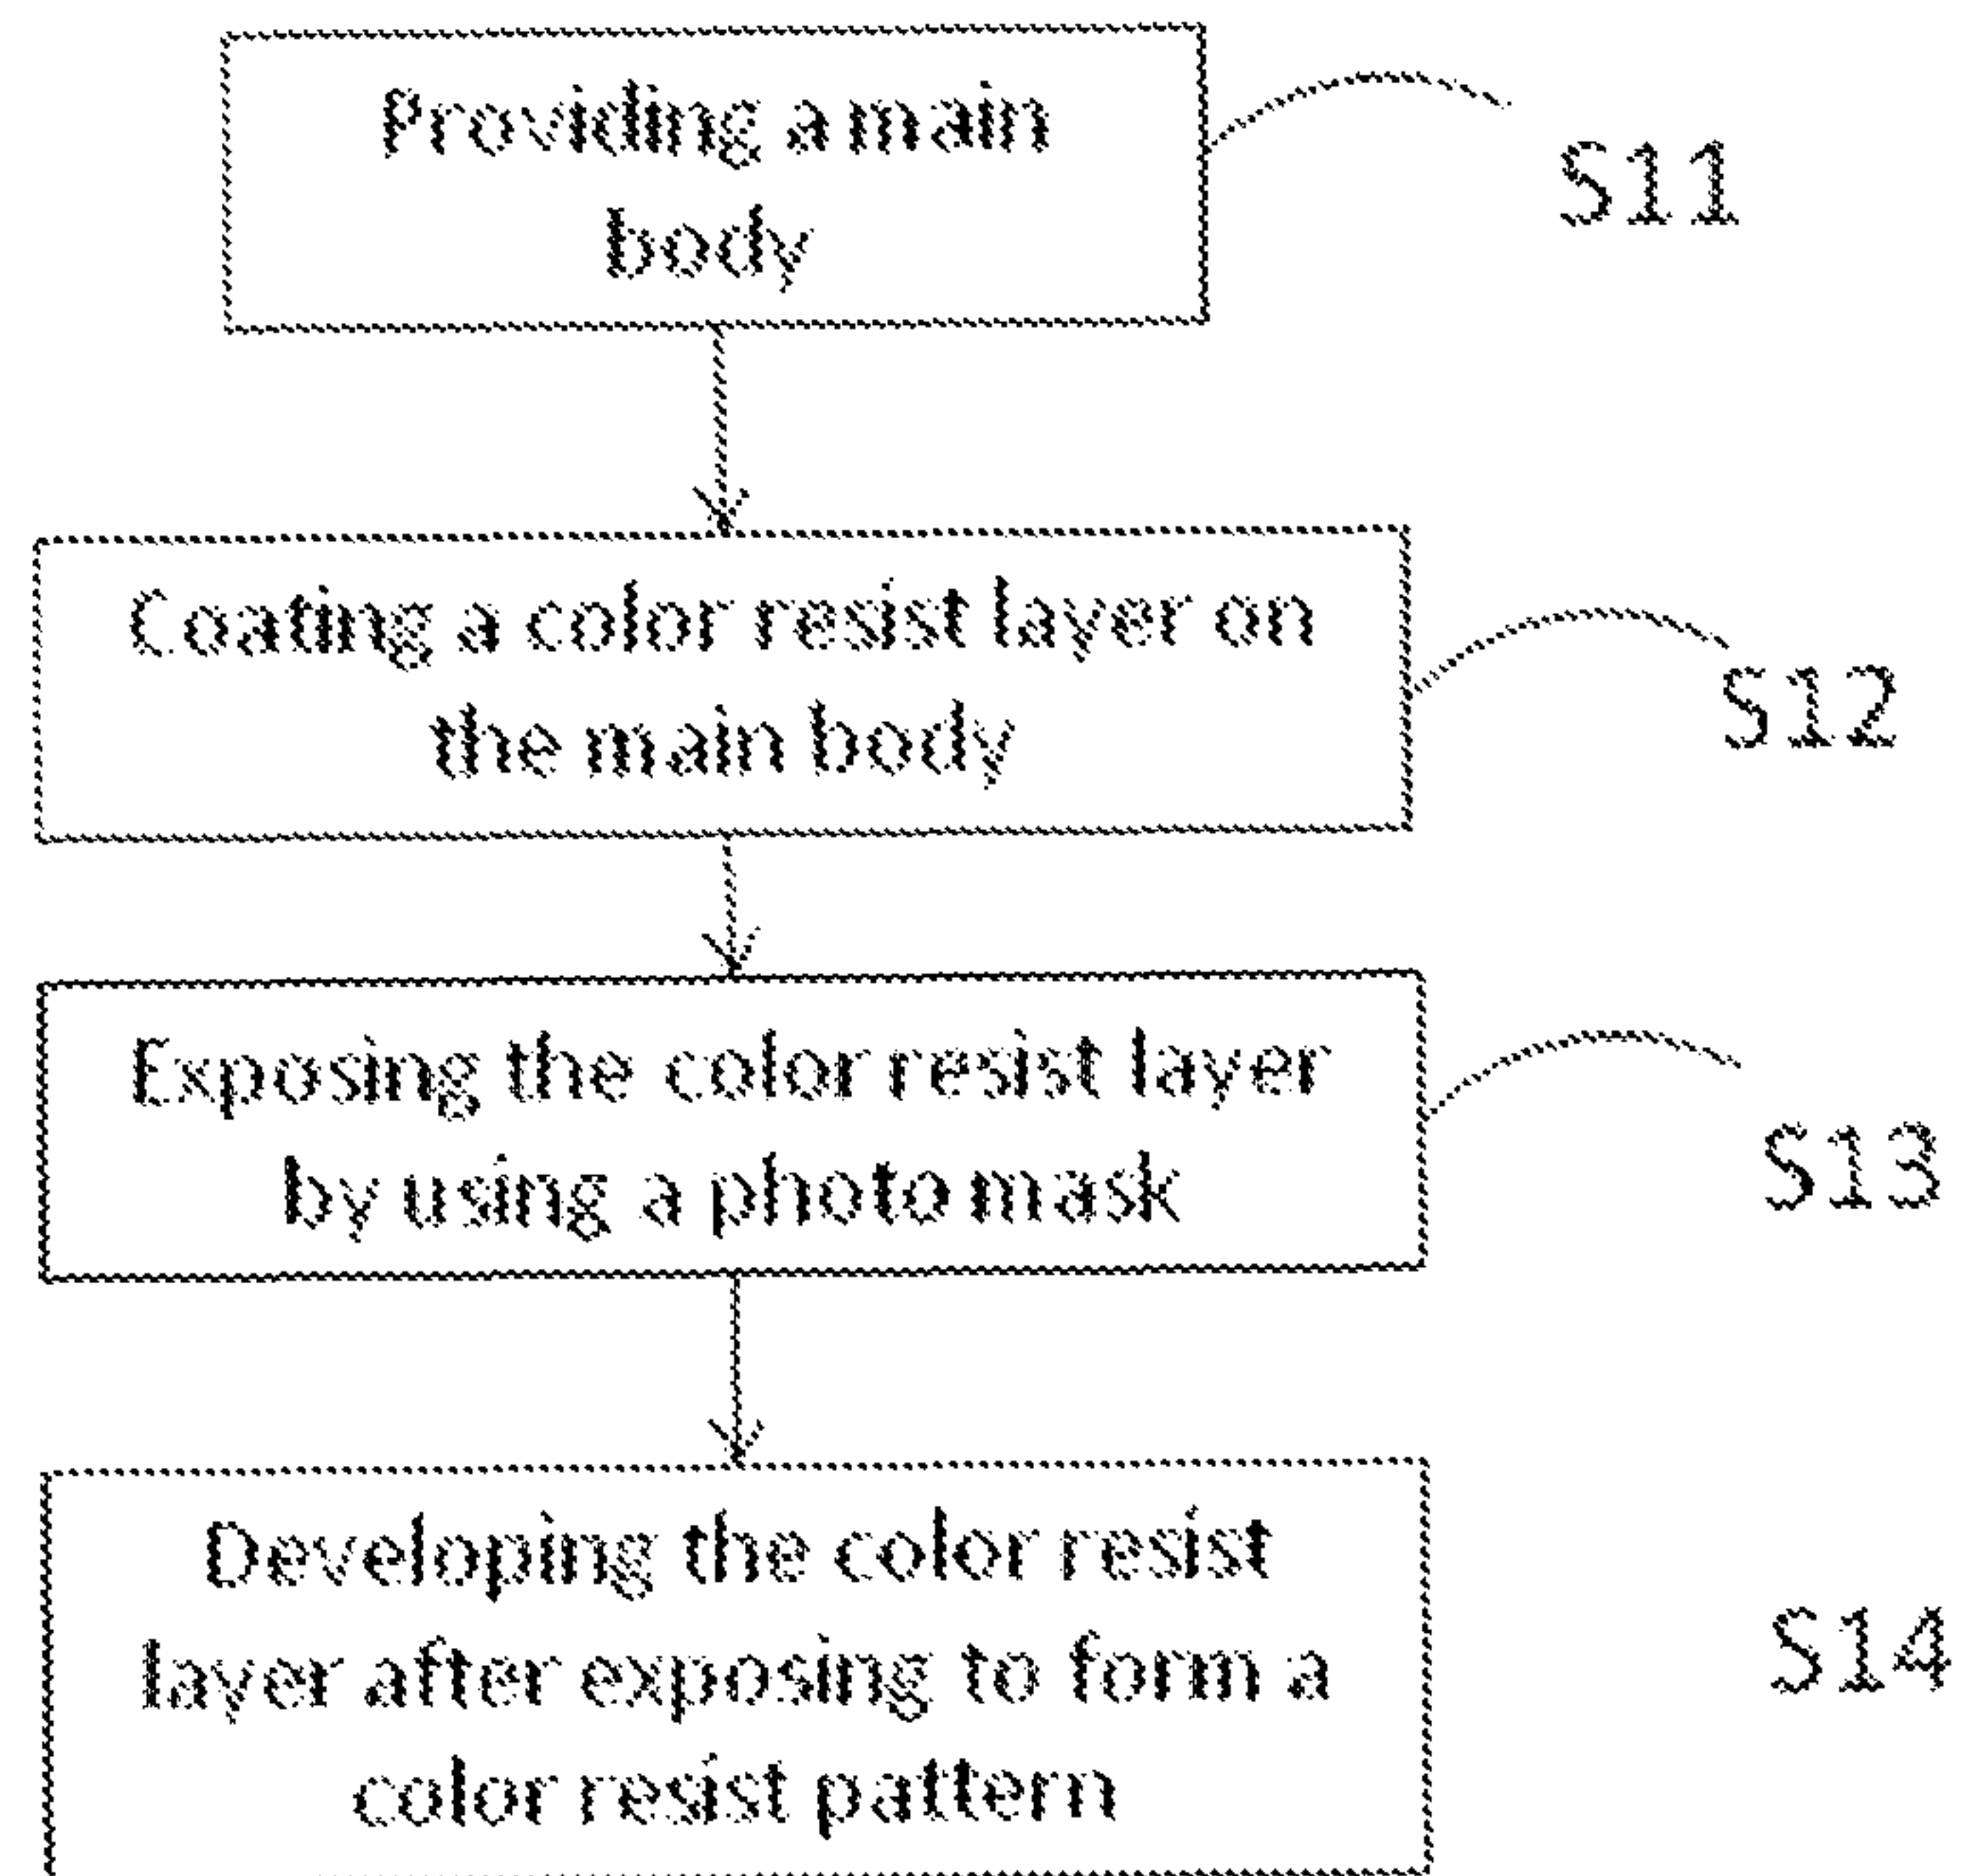 Providing a main
body
S11
Coating a color resist layer on
the main body
S12
Exposing the color resist layer
by using a photo mask
S13
Developing the color resist
layer after exposing to form a
color resist pattern
S14